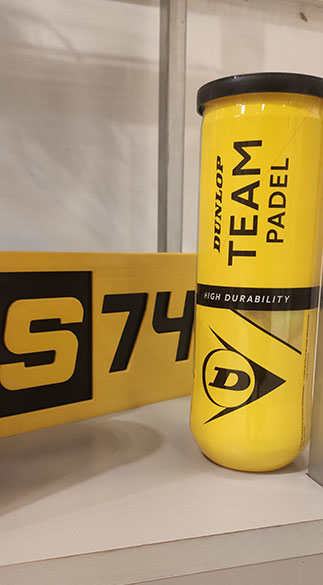 S74
DUNLOP
TEAM
PADEL
HIGH DURABILITY
D